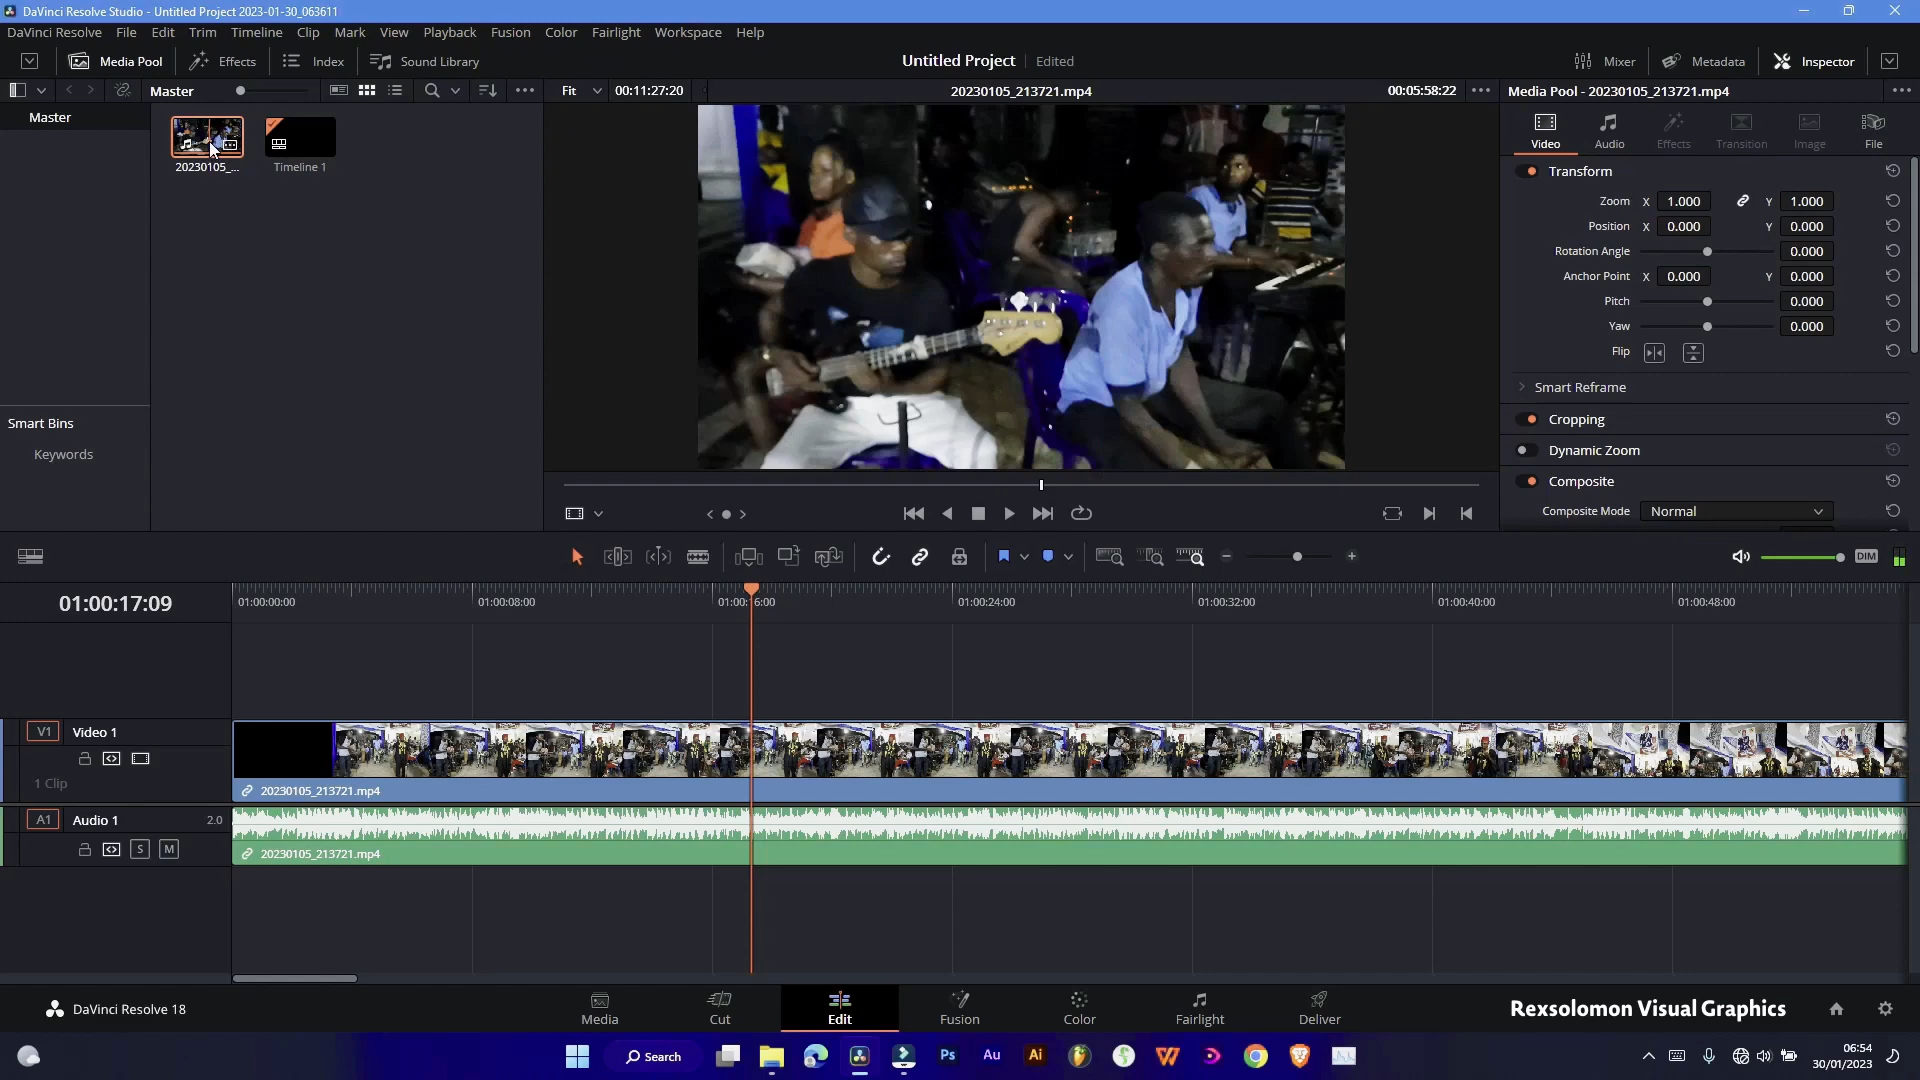 DaVinci Resolve Studio - Untitled Project 2023-01-30_063611
DaVinci Resolve File Edit Trim Timeline Clip Mark View Playback Fusion Color Fairlight Workspace Help
Media Pool Effects Index Sound Library Untitled Project Edited Mixer Metadata Inspector
Master Fit 00:11:27:20 20230105_213721.mp4 00:05:58:22 Media Pool - 20230105_213721.mp4
Master
20230105_...
Timeline 1
Video Audio Effects Transition Image File
Transform
Zoom X 1.000 Y 1.000
Position X 0.000 Y 0.000
Rotation Angle 0.000
Anchor Point X 0.000 Y 0.000
Pitch 0.000
Yaw 0.000
Flip
Smart Reframe
Cropping
Dynamic Zoom
Composite
Composite Mode Normal
Smart Bins
Keywords
DIM
01:00:17:09
01:00:00:00 01:00:08:00 01:00:16:00 01:00:24:00 01:00:32:00 01:00:40:00 01:00:48:00
V1 Video 1
1 Clip
20230105_213721.mp4
A1 Audio 1 2.0
S M
20230105_213721.mp4
DaVinci Resolve 18
Media Cut Edit Fusion Color Fairlight Deliver
Rexsolomon Visual Graphics
Search
Ps Au Ai
06:54
30/01/2023